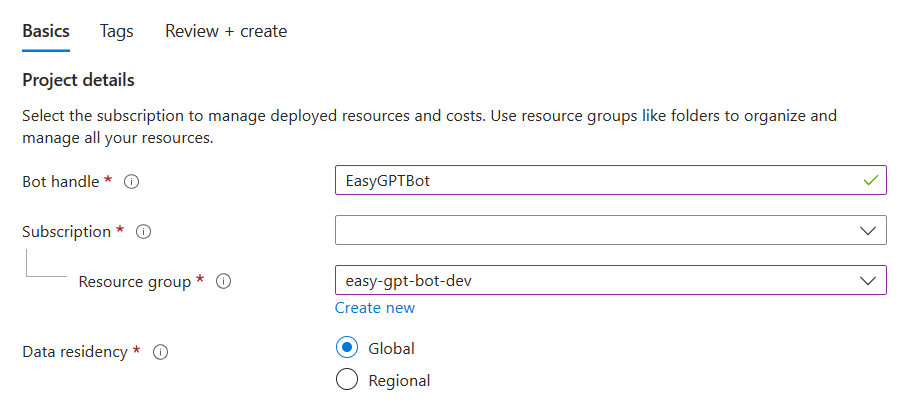 Basics Tags Review + create
Project details
Select the subscription to manage deployed resources and costs. Use resource groups like folders to organize and
manage all your resources.
Bot handle * EasyGPTBot
Subscription *
Resource group * easy-gpt-bot-dev
Create new
Data residency * Global
Regional